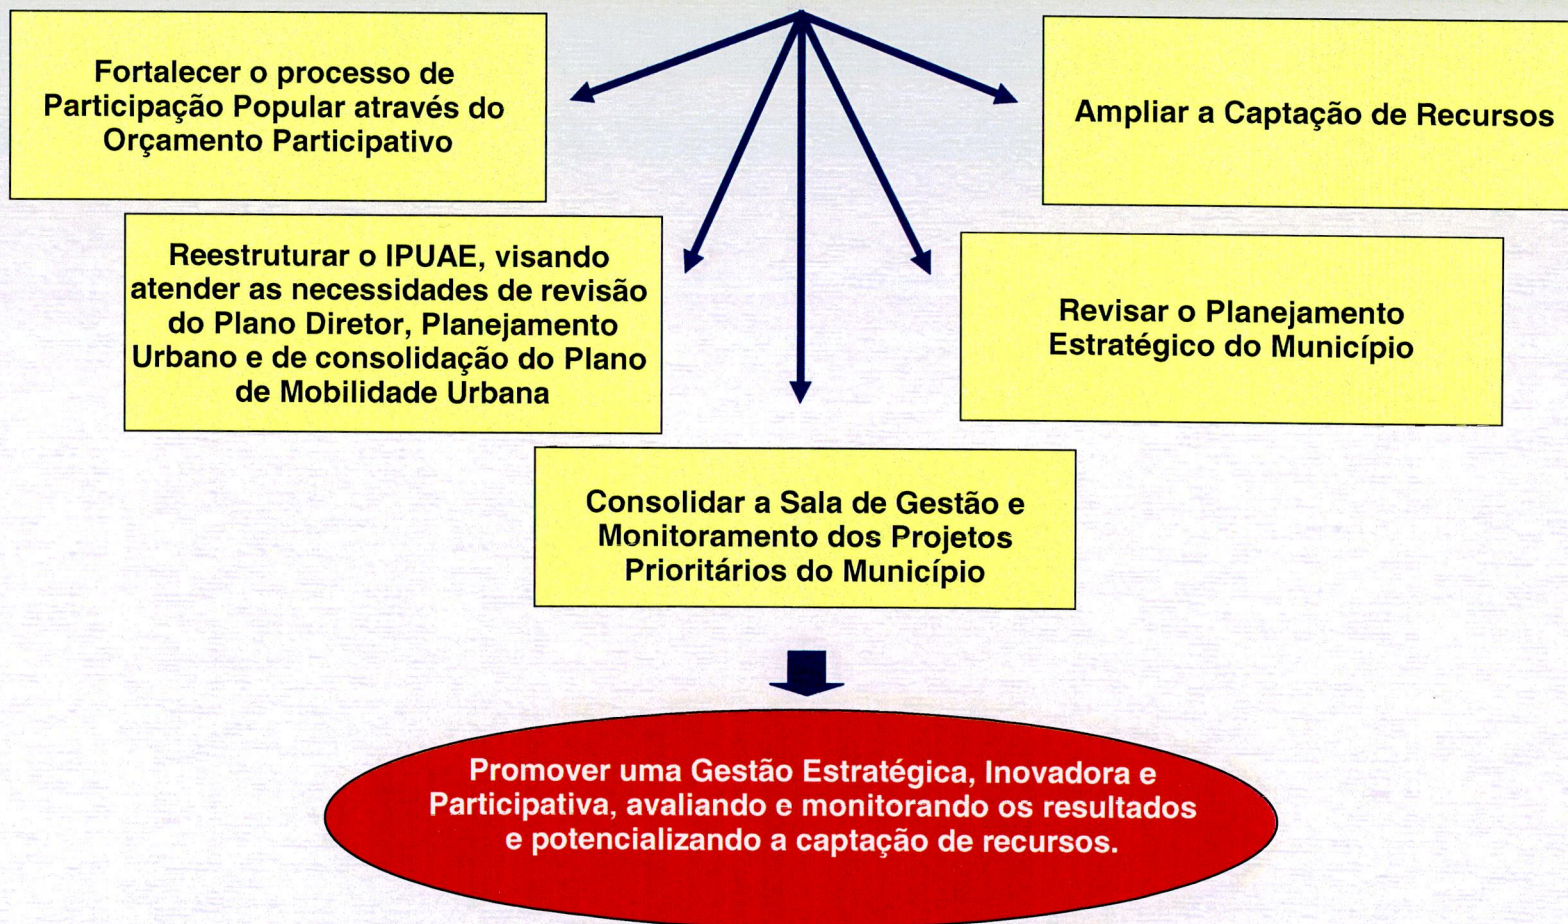 Fortalecer o processo de
Participação Popular através do
Orçamento Participativo
Ampliar a Captação de Recursos
Reestruturar o IPUAE, visando
atender as necessidades de revisão
do Plano Diretor, Planejamento
Urbano e de consolidação do Plano
de Mobilidade Urbana
Revisar o Planejamento
Estratégico do Município
Consolidar a Sala de Gestão e
Monitoramento dos Projetos
Prioritários do Município
Promover uma Gestão Estratégica, Inovadora e
Participativa, avaliando e monitorando os resultados
e potencializando a captação de recursos.